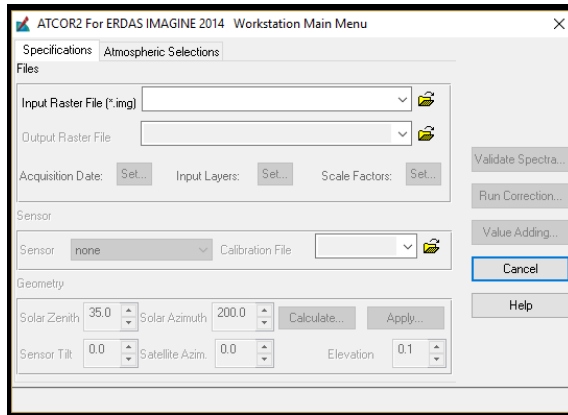 ATCOR2 For ERDAS IMAGINE 2014 Workstation Main Menu
Specifications Atmospheric Selections
Files
Input Raster File (*.img)
Output Raster File
Acquisition Date: Set... Input Layers: Set... Scale Factors: Set...
Validate Spectra...
Run Correction...
Sensor
Value Adding...
Sensor none Calibration File
Cancel
Geometry
Help
Solar Zenith 35.0 Solar Azimuth 200.0 Calculate... Apply...
Sensor Tilt 0.0 Satellite Azim. 0.0 Elevation 0.1